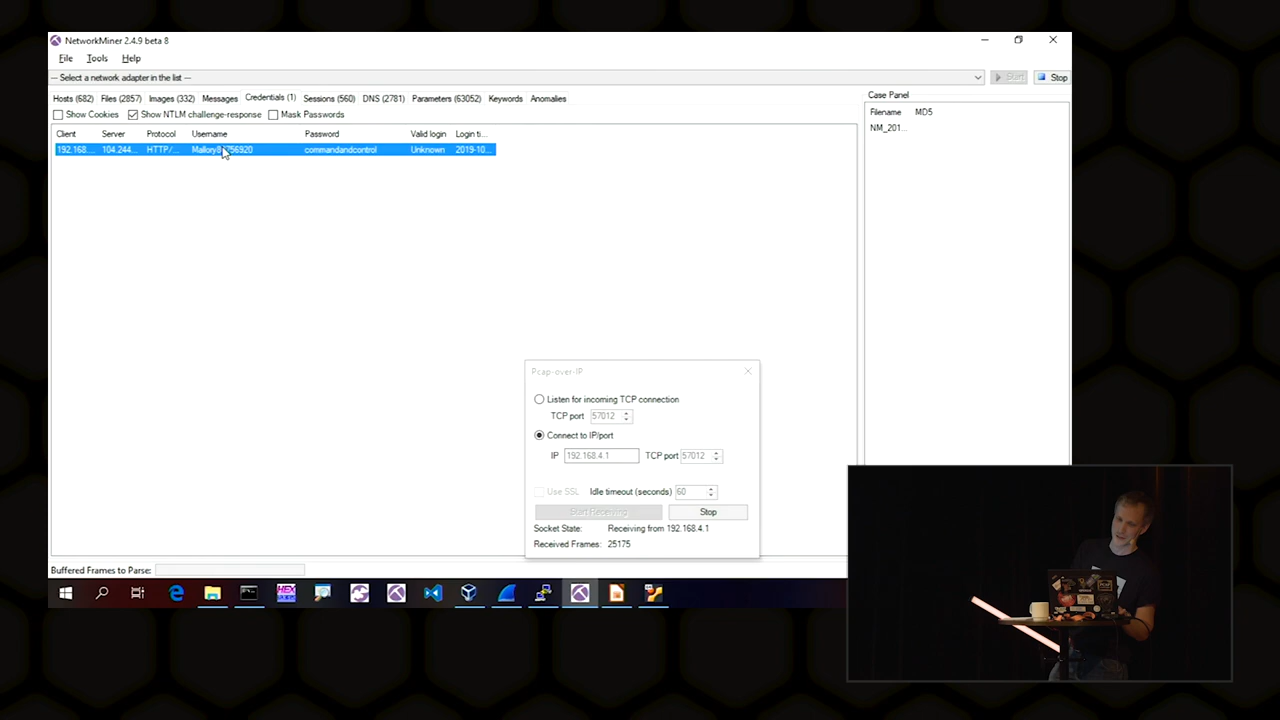 NetworkMiner 2.4.9 beta 8
File Tools Help
--- Select a network adapter in the list ---
Start Stop
Hosts (682) Files (2857) Images (332) Messages Credentials (1) Sessions (560) DNS (2781) Parameters (63052) Keywords Anomalies
Show Cookies Show NTLM challenge-response Mask Passwords
Client Server Protocol Username Password Valid login Login ti...
192.168.... 104.244... HTTP/... commandandcontrol Unknown 2019-10...
Case Panel
Filename MD5
NM_201...
Pcap-over-IP
Listen for incoming TCP connection
TCP port 57012
Connect to IP/port
IP 192.168.4.1 TCP port 57012
Use SSL Idle timeout (seconds) 60
Start Receiving Stop
Socket State: Receiving from 192.168.4.1
Received Frames: 25175
Buffered Frames to Parse:
HEX